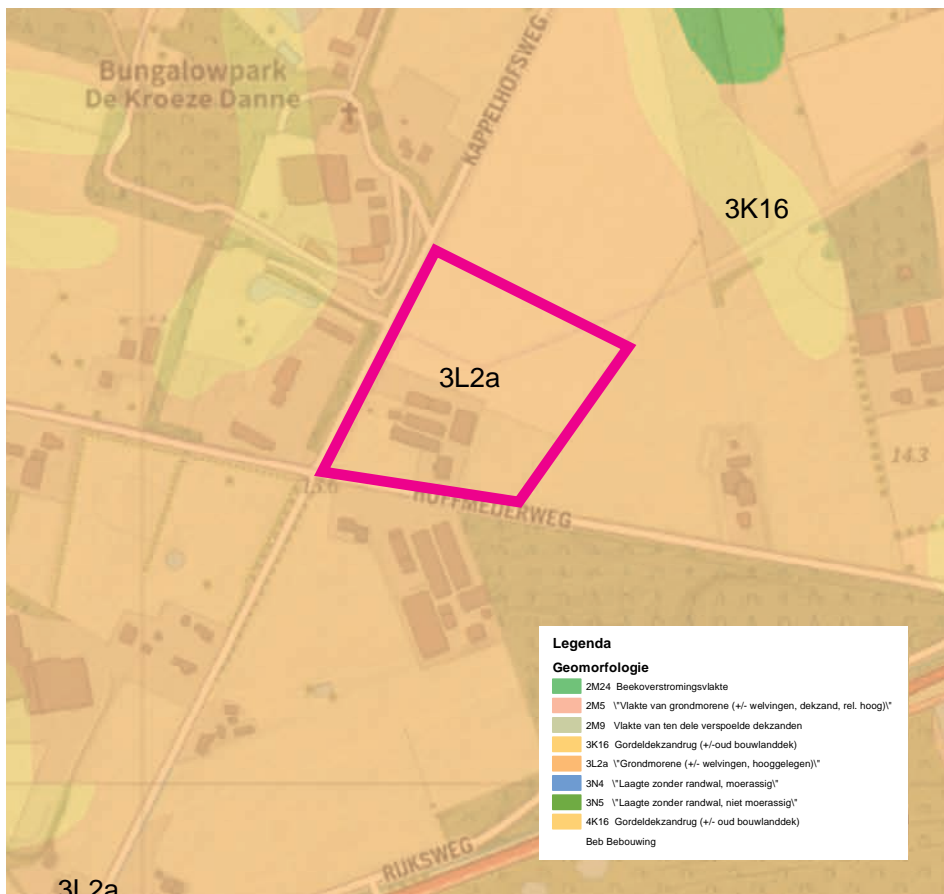 Bungalowpark
De Kroeze Danne
KAPPELHOFSWEG
3K16
3L2a
14.3
HOFFMEDERWEG
Legenda
Geomorfologie
2M24 Beekoverstromingsvlakte
2M5 \"Vlakte van grondmorene (+/- welvingen, dekzand, rel. hoog)\"
2M9 Vlakte van ten dele verspoelde dekzanden
3K16 Gordeldekzandrug (+/-oud bouwlanddek)
3L2a \"Grondmorene (+/- welvingen, hooggelegen)\"
3N4 \"Laagte zonder randwal, moerassig\"
3N5 \"Laagte zonder randwal, niet moerassig\"
4K16 Gordeldekzandrug (+/- oud bouwlanddek)
Beb Bebouwing
RIJKSWEG
3L2a